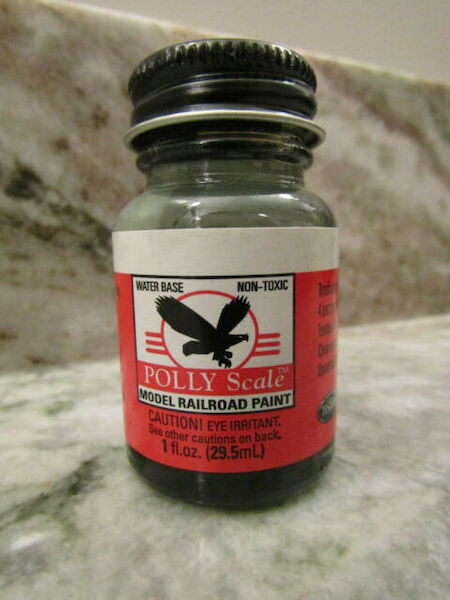 WATER BASE NON-TOXIC
POLLY Scale™
MODEL RAILROAD PAINT
CAUTION! EYE IRRITANT.
See other cautions on back.
1 fl.oz. (29.5mL)